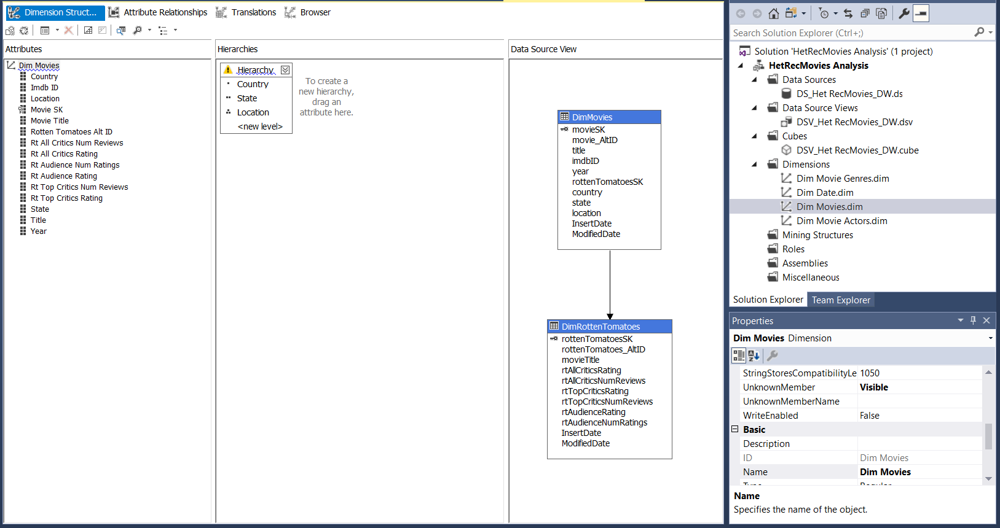 Dimension Struct...
Attribute Relationships
Translations
Browser
Attributes
Dim Movies
Country
Imdb ID
Location
Movie SK
Movie Title
Rotten Tomatoes Alt ID
Rt All Critics Num Reviews
Rt All Critics Rating
Rt Audience Num Ratings
Rt Audience Rating
Rt Top Critics Num Reviews
Rt Top Critics Rating
State
Title
Year
Hierarchies
Hierarchy
Country
State
Location
<new level>
To create a
new hierarchy,
drag an
attribute here.
Data Source View
DimMovies
movieSK
movie_AltID
title
imdbID
year
rottenTomatoesSK
country
state
location
InsertDate
ModifiedDate
DimRottenTomatoes
rottenTomatoesSK
rottenTomatoes_AltID
movieTitle
rtAllCriticsRating
rtAllCriticsNumReviews
rtTopCriticsRating
rtTopCriticsNumReviews
rtAudienceRating
rtAudienceNumRatings
InsertDate
ModifiedDate
Search Solution Explorer (Ctrl+;)
Solution 'HetRecMovies Analysis' (1 project)
HetRecMovies Analysis
Data Sources
DS_Het RecMovies_DW.ds
Data Source Views
DSV_Het RecMovies_DW.dsv
Cubes
DSV_Het RecMovies_DW.cube
Dimensions
Dim Movie Genres.dim
Dim Date.dim
Dim Movies.dim
Dim Movie Actors.dim
Mining Structures
Roles
Assemblies
Miscellaneous
Solution Explorer
Team Explorer
Properties
Dim Movies Dimension
StringStoresCompatibilityLe 1050
UnknownMember Visible
UnknownMemberName
WriteEnabled False
Basic
Description
ID Dim Movies
Name Dim Movies
Type Regular
Name
Specifies the name of the object.